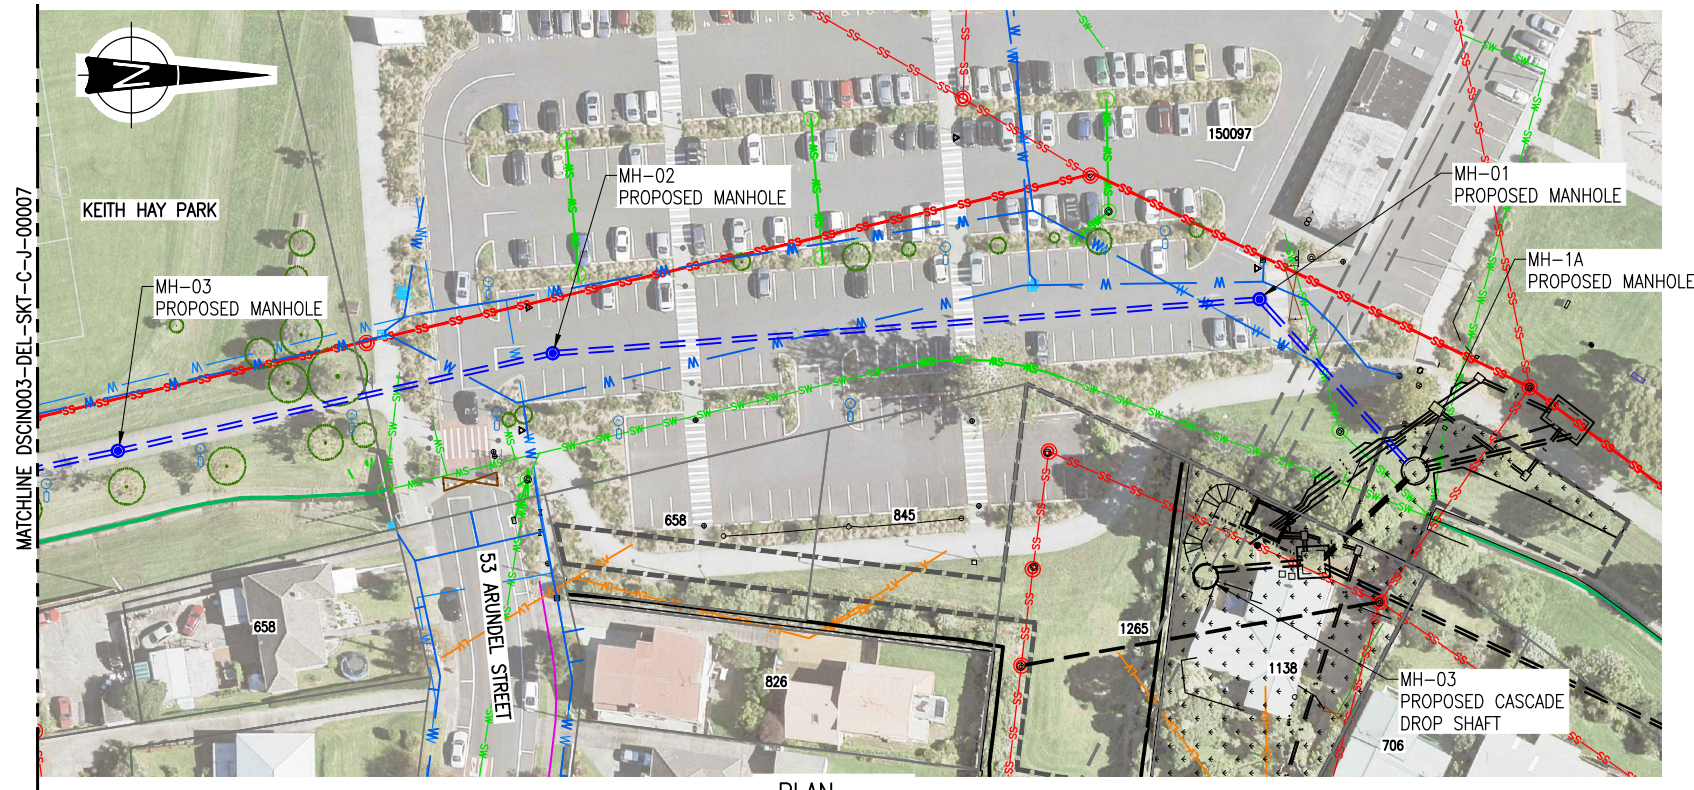 N
MATCHLINE DSCIN003-DEL-SKT-C-J-00007
KEITH HAY PARK
MH-03
PROPOSED MANHOLE
MH-02
PROPOSED MANHOLE
150097
MH-01
PROPOSED MANHOLE
MH-1A
PROPOSED MANHOLE
658
845
53 ARUNDEL STREET
658
826
1265
1138
MH-03
PROPOSED CASCADE
DROP SHAFT
706
PLAN